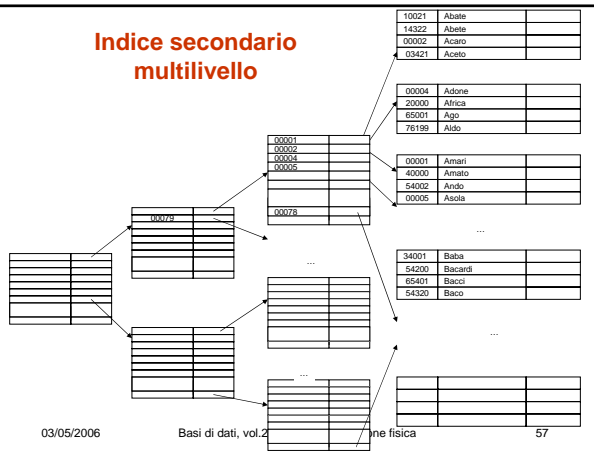 Indice secondario
multilivello
10021 Abate
14322 Abete
00002 Acaro
03421 Aceto
00004 Adone
20000 Africa
65001 Ago
76199 Aldo
00001 Amari
40000 Amato
54002 Ando
00005 Asola
...
34001 Baba
54200 Bacardi
65401 Bacci
54320 Baco
...
00001
00002
00004
00005
00078
...
...
00079
03/05/2006
Basi di dati, vol.2
ne fisica
57